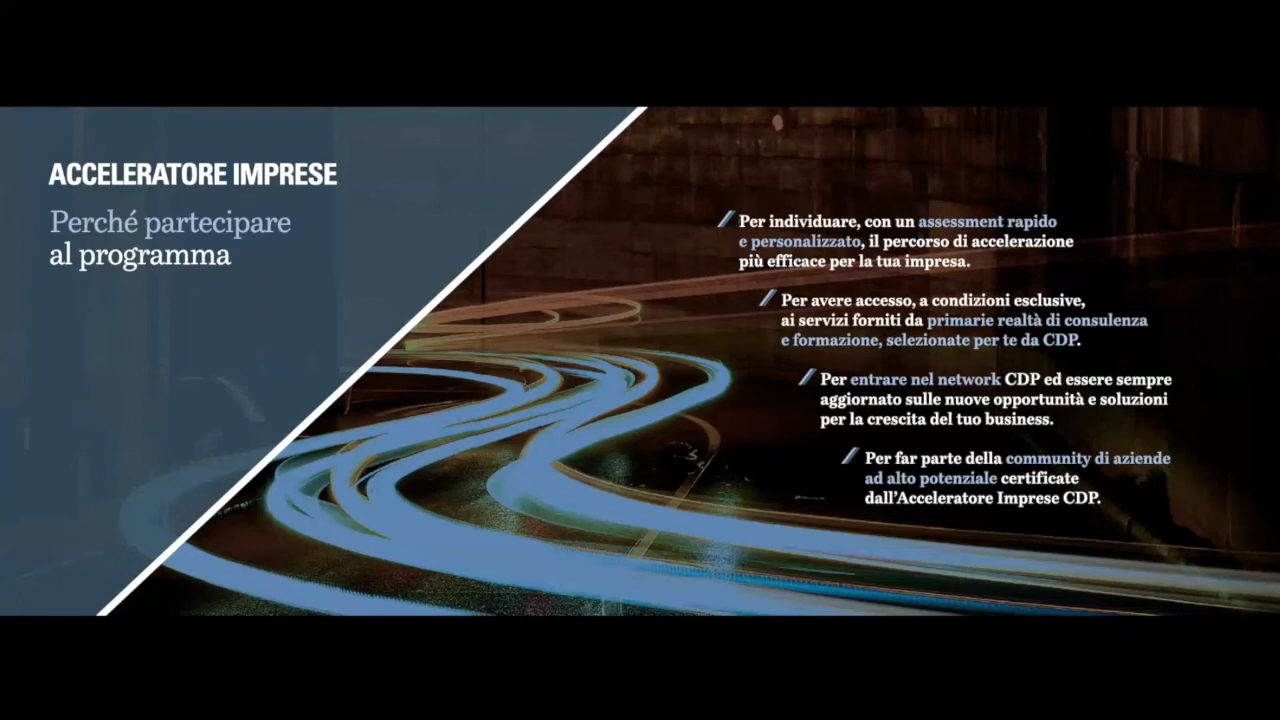 ACCELERATORE IMPRESE
Perché partecipare
al programma
Per individuare, con un assessment rapido
e personalizzato, il percorso di accelerazione
più efficace per la tua impresa.
Per avere accesso, a condizioni esclusive,
ai servizi forniti da primarie realtà di consulenza
e formazione, selezionate per te da CDP.
Per entrare nel network CDP ed essere sempre
aggiornato sulle nuove opportunità e soluzioni
per la crescita del tuo business.
Per far parte della community di aziende
ad alto potenziale certificate
dall’Acceleratore Imprese CDP.